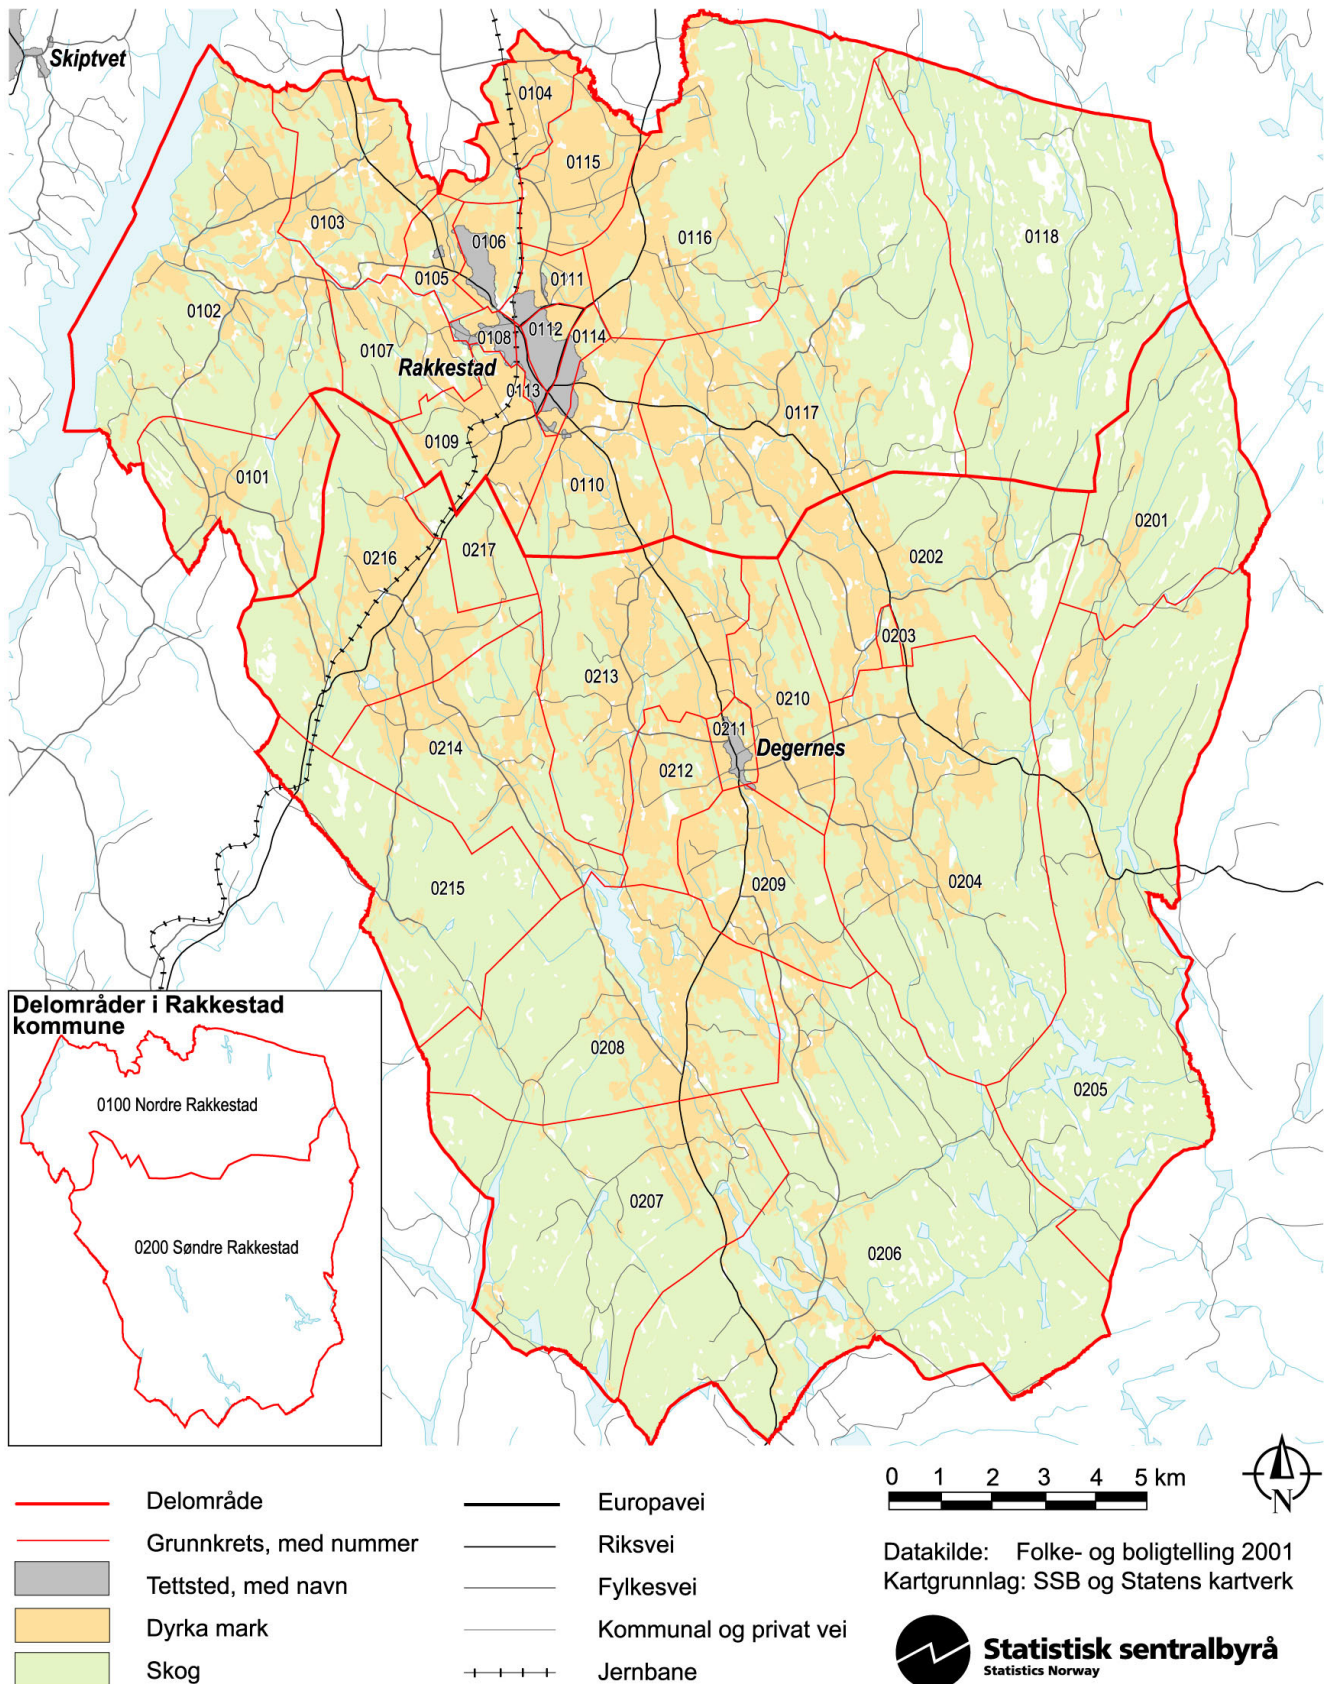 Skiptvet
0104
0115
0103
0116
0118
0106
0105
0111
0102
0112
0114
0108
0107
Rakkestad
0113
0117
0109
0101
0110
0201
0216
0217
0202
0203
0213
0210
0211
0214
Degernes
0212
0215
0209
0204
Delområder i Rakkestad
kommune
0208
0205
0100 Nordre Rakkestad
0207
0200 Søndre Rakkestad
0206
Delområde
Grunnkrets, med nummer
Tettsted, med navn
Dyrka mark
Skog
Europavei
Riksvei
Fylkesvei
Kommunal og privat vei
Jernbane
0 1 2 3 4 5 km
N
Datakilde: Folke- og boligtelling 2001
Kartgrunnlag: SSB og Statens kartverk
Statistisk sentralbyrå
Statistics Norway